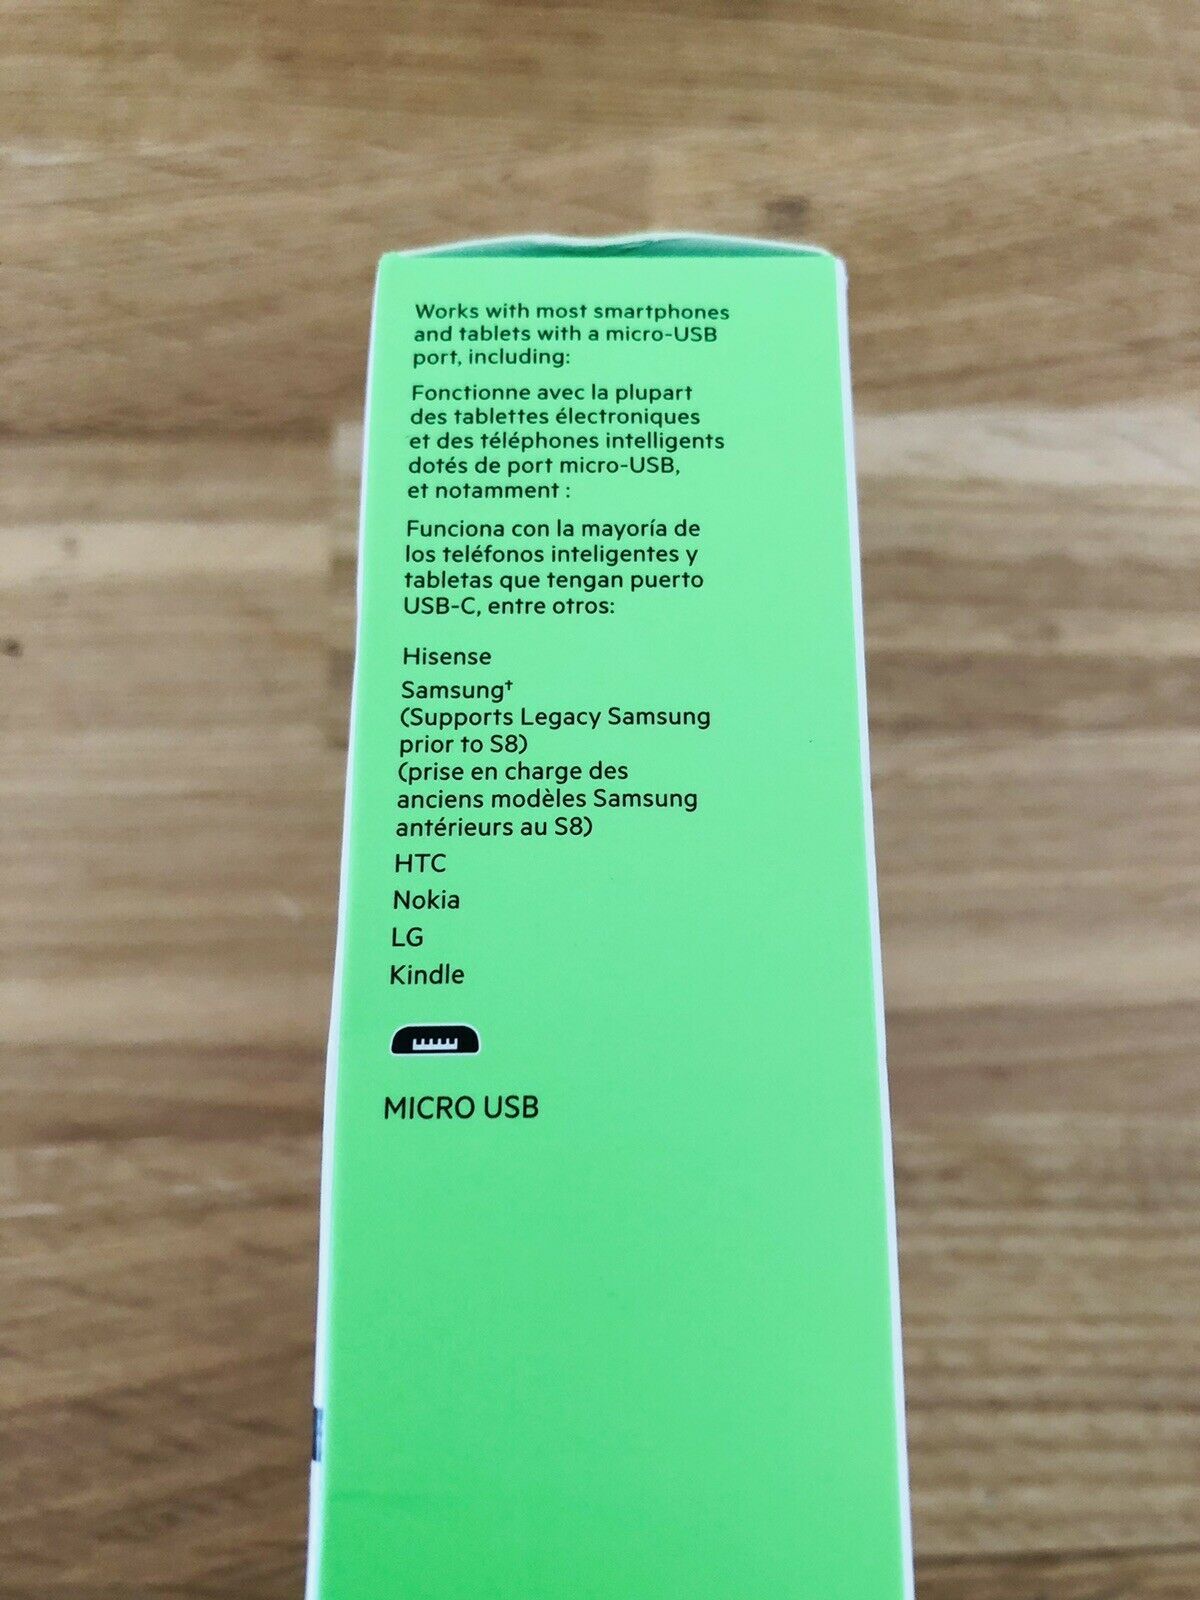 Works with most smartphones
and tablets with a micro-USB
port, including:
Fonctionne avec la plupart
des tablettes électroniques
et des téléphones intelligents
dotés de port micro-USB,
et notamment :
Funciona con la mayoría de
los teléfonos inteligentes y
tabletas que tengan puerto
USB-C, entre otros:
Hisense
Samsung†
(Supports Legacy Samsung
prior to S8)
(prise en charge des
anciens modèles Samsung
antérieurs au S8)
HTC
Nokia
LG
Kindle
MICRO USB